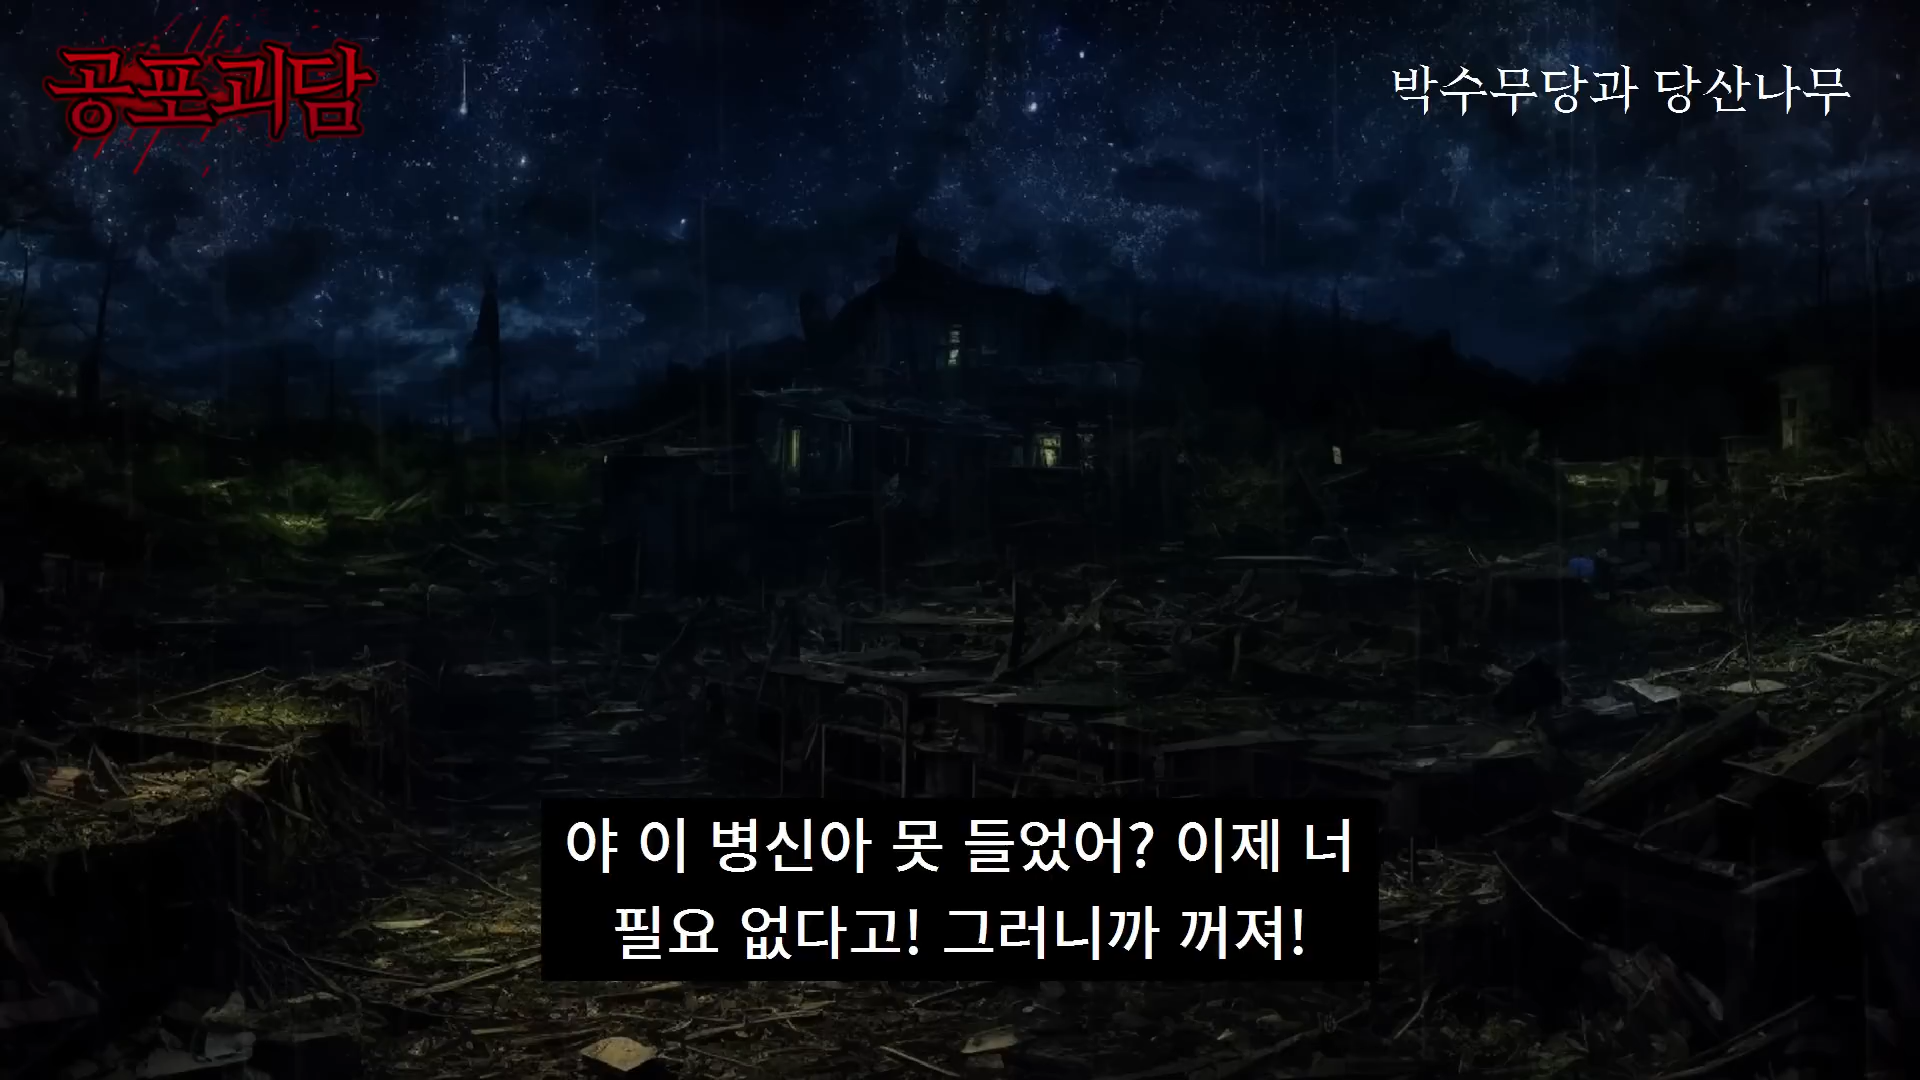 공포괴담
박수무당과 당산나무
야 이 병신아 못 들었어? 이제 너
필요 없다고! 그러니까 꺼져!